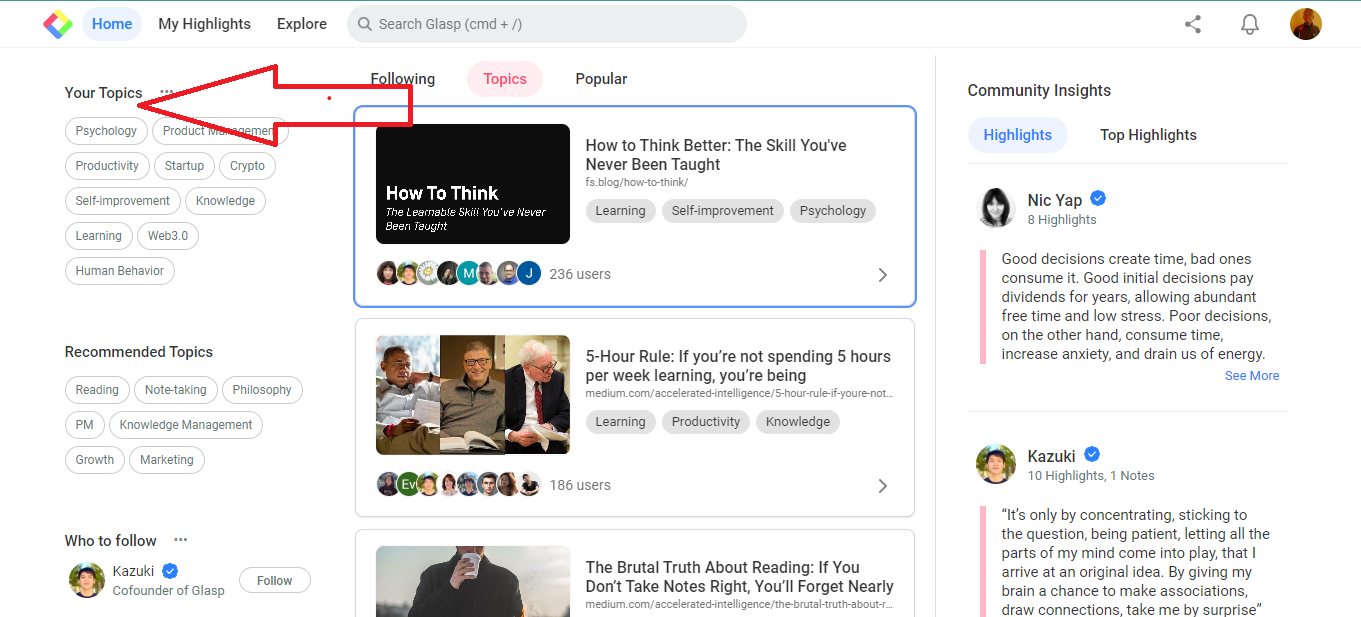 Home My Highlights Explore Search Glasp (cmd + /)
Your Topics ...
Psychology Product Management
Productivity Startup Crypto
Self-improvement Knowledge
Learning Web3.0
Human Behavior
Recommended Topics
Reading Note-taking Philosophy
PM Knowledge Management
Growth Marketing
Who to follow ...
Kazuki
Cofounder of Glasp
Follow
Following Topics Popular
How To Think
The Learnable Skill You've Never
Been Taught
How to Think Better: The Skill You've
Never Been Taught
fs.blog/how-to-think/
Learning Self-improvement Psychology
M J 236 users
5-Hour Rule: If you’re not spending 5 hours
per week learning, you’re being
medium.com/accelerated-intelligence/5-hour-rule-if-youre-not...
Learning Productivity Knowledge
Ev 186 users
The Brutal Truth About Reading: If You
Don’t Take Notes Right, You’ll Forget Nearly
medium.com/accelerated-intelligence/the-brutal-truth-about-r...
Community Insights
Highlights Top Highlights
Nic Yap
8 Highlights
Good decisions create time, bad ones
consume it. Good initial decisions pay
dividends for years, allowing abundant
free time and low stress. Poor decisions,
on the other hand, consume time,
increase anxiety, and drain us of energy.
See More
Kazuki
10 Highlights, 1 Notes
“It’s only by concentrating, sticking to
the question, being patient, letting all the
parts of my mind come into play, that I
arrive at an original idea. By giving my
brain a chance to make associations,
draw connections, take me by surprise”